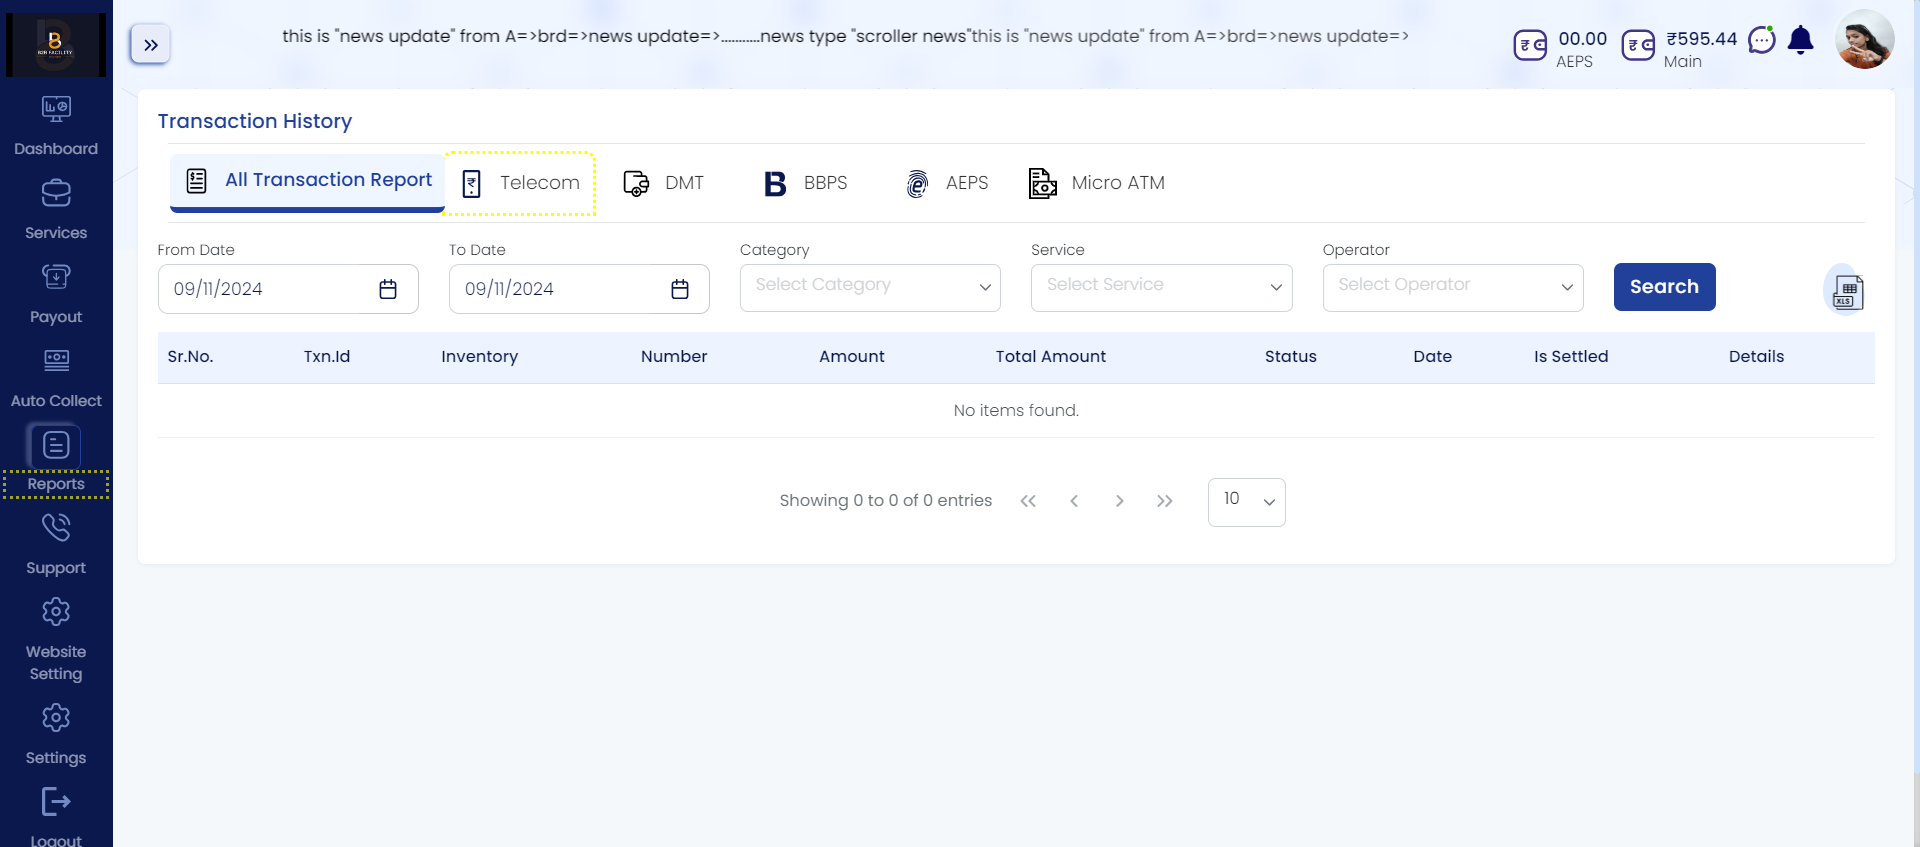 this is "news update" from A=>brd=>news update=>...........news type "scroller news"this is "news update" from A=>brd=>news update=>
₹ 00.00
AEPS
₹ ₹595.44
Main
B2B FACILITY
Dashboard
Services
Payout
Auto Collect
Reports
Support
Website
Setting
Settings
Logout
Transaction History
All Transaction Report
Telecom
DMT
BBPS
AEPS
Micro ATM
From Date
To Date
Category
Service
Operator
09/11/2024
09/11/2024
Select Category
Select Service
Select Operator
Search
XLS
Sr.No. Txn.Id Inventory Number Amount Total Amount Status Date Is Settled Details
No items found.
Showing 0 to 0 of 0 entries
10